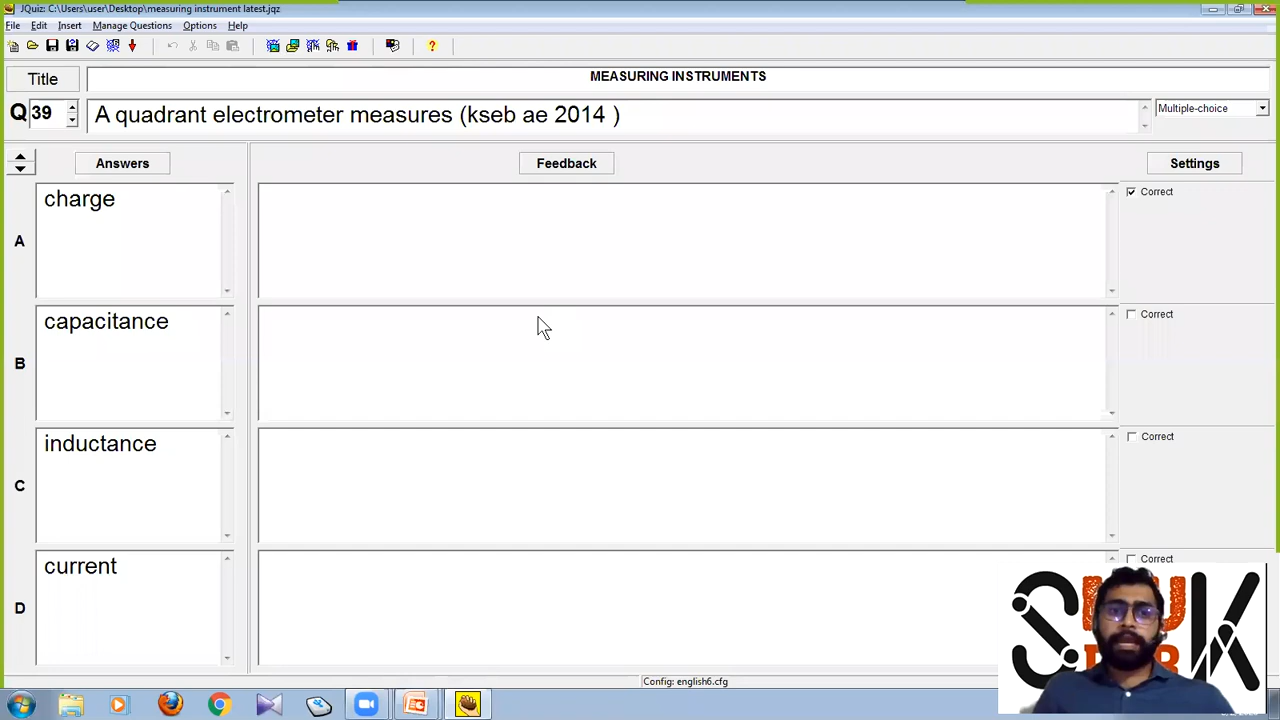 JQuiz: C:\Users\user\Desktop\measuring instrument latest.jqz
File Edit Insert Manage Questions Options Help
Title
MEASURING INSTRUMENTS
Q 39
A quadrant electrometer measures (kseb ae 2014 )
Multiple-choice
Answers
Feedback
Settings
A
charge
Correct
B
capacitance
Correct
C
inductance
Correct
D
current
Correct
Config: english6.cfg